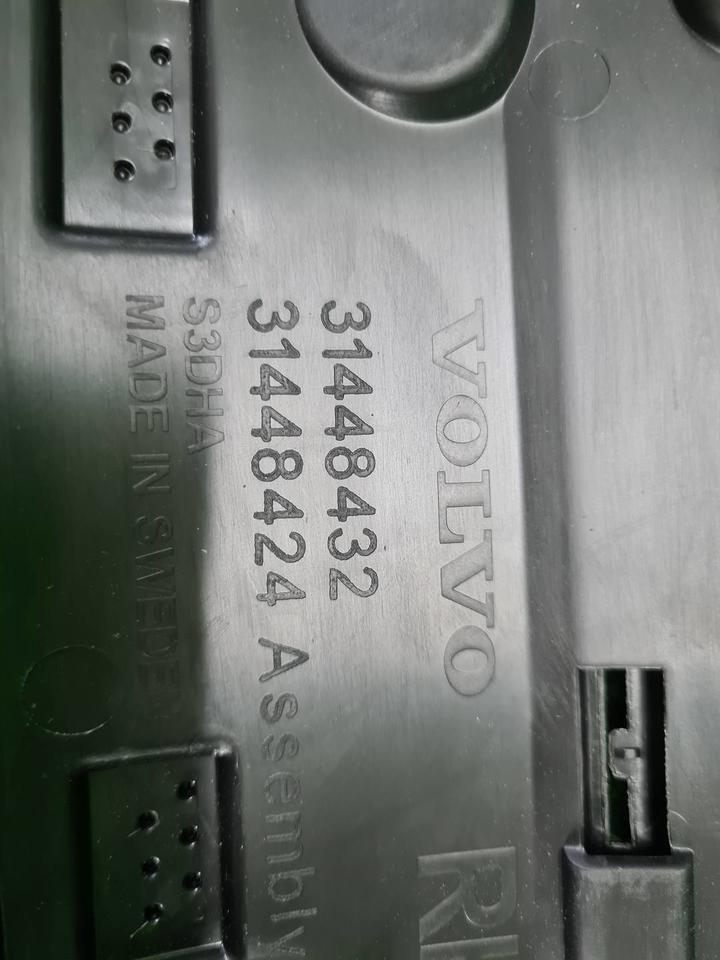 VOLVO
31448432
31448424 Assembly
S3DHA
MADE IN SWEDEN